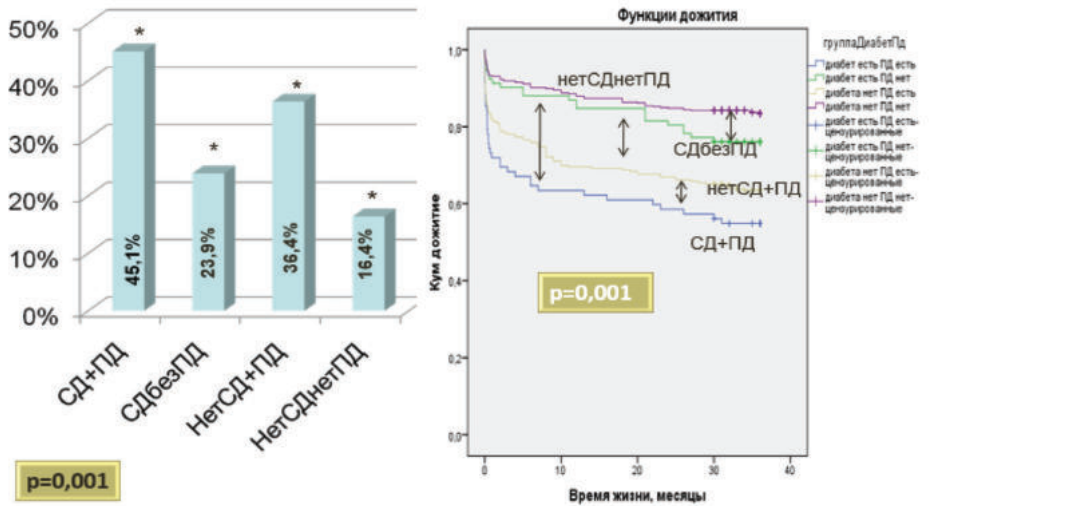 50%
40%
30%
20%
10%
0%
*
*
*
*
45,1%
23,9%
36,4%
16,4%
СД+ПД
СДбезПД
НетСД+ПД
НетСДнетПД
p=0,001
Функции дожития
Кум дожитие
1,0
0,8
0,6
0,4
0,2
0,0
нетСДнетПД
СДбезПД
нетСД+ПД
СД+ПД
p=0,001
0
10
20
30
40
Время жизни, месяцы
группаДиабетПд
диабет есть ПД есть
диабет есть ПД нет
диабета нет ПД есть
диабета нет ПД нет
диабет есть ПД есть-
цензурированные
диабет есть ПД нет-
цензурированные
диабета нет ПД есть-
цензурированные
диабета нет ПД нет-
цензурированные